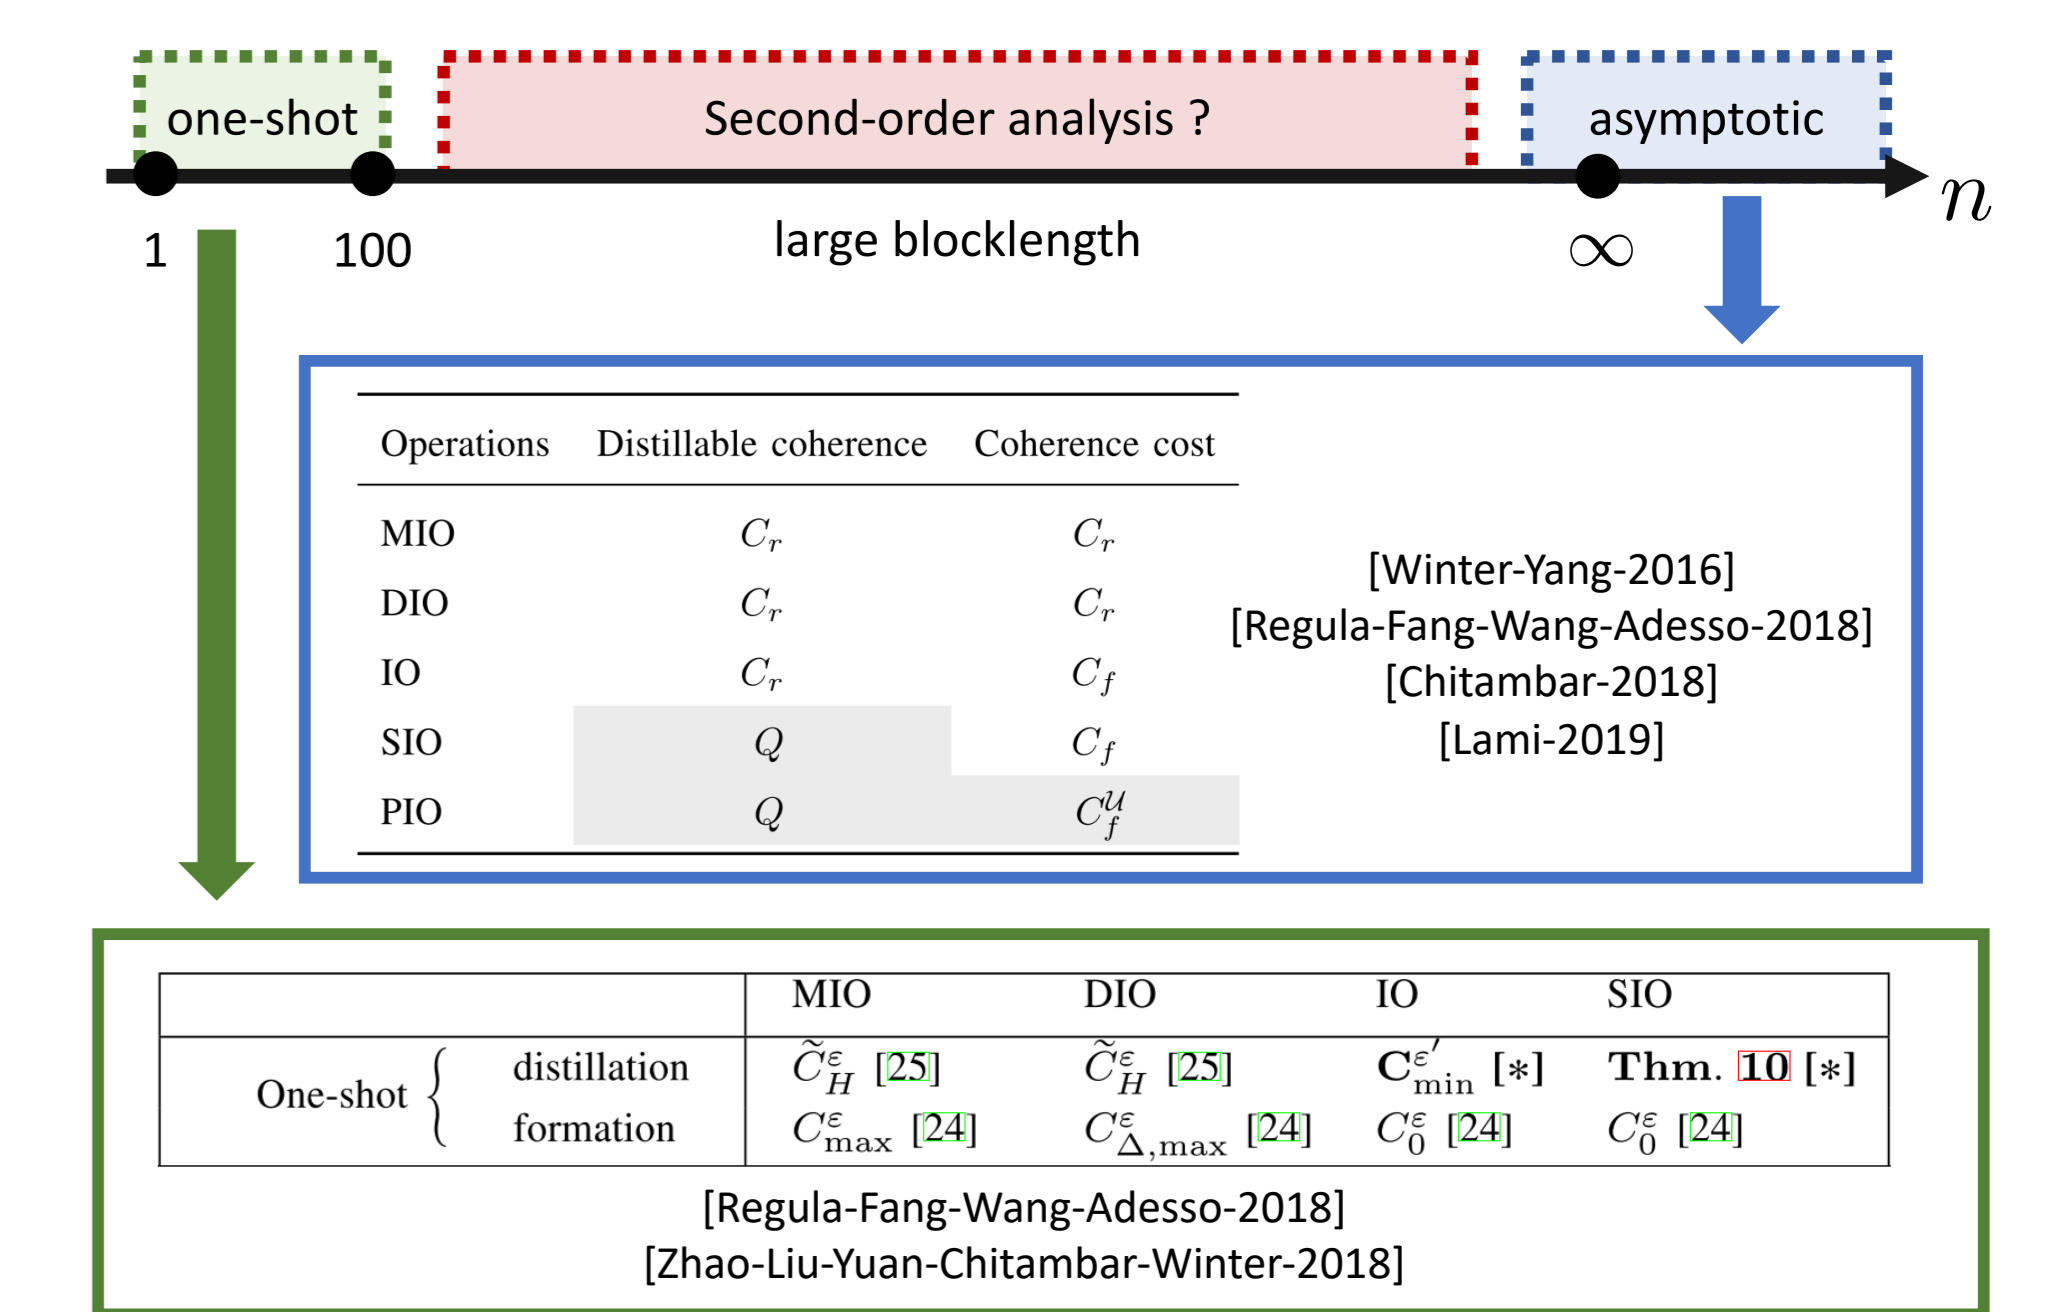 one-shot Second-order analysis ? asymptotic
n
1 100 large blocklength ∞
Operations Distillable coherence Coherence cost
MIO C_r C_r
DIO C_r C_r
IO C_r C_f
SIO Q C_f
PIO Q C_f^𝒰
[Winter-Yang-2016]
[Regula-Fang-Wang-Adesso-2018]
[Chitambar-2018]
[Lami-2019]
MIO DIO IO SIO
One-shot { distillation C̃_H^ε [25] C̃_H^ε [25] C_min^ε′ [*] Thm. 10 [*]
formation C_max^ε [24] C_Δ,max^ε [24] C_0^ε [24] C_0^ε [24]
[Regula-Fang-Wang-Adesso-2018]
[Zhao-Liu-Yuan-Chitambar-Winter-2018]